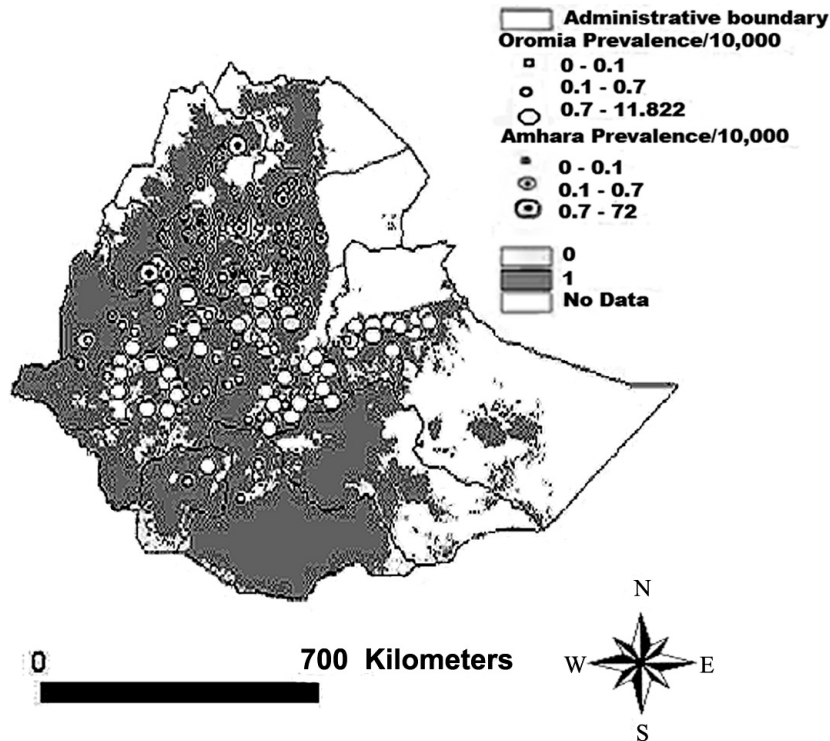 Administrative boundary
Oromia Prevalence/10,000
0 - 0.1
0.1 - 0.7
0.7 - 11.822
Amhara Prevalence/10,000
0 - 0.1
0.1 - 0.7
0.7 - 72
0
1
No Data
0 700 Kilometers
N
W E
S